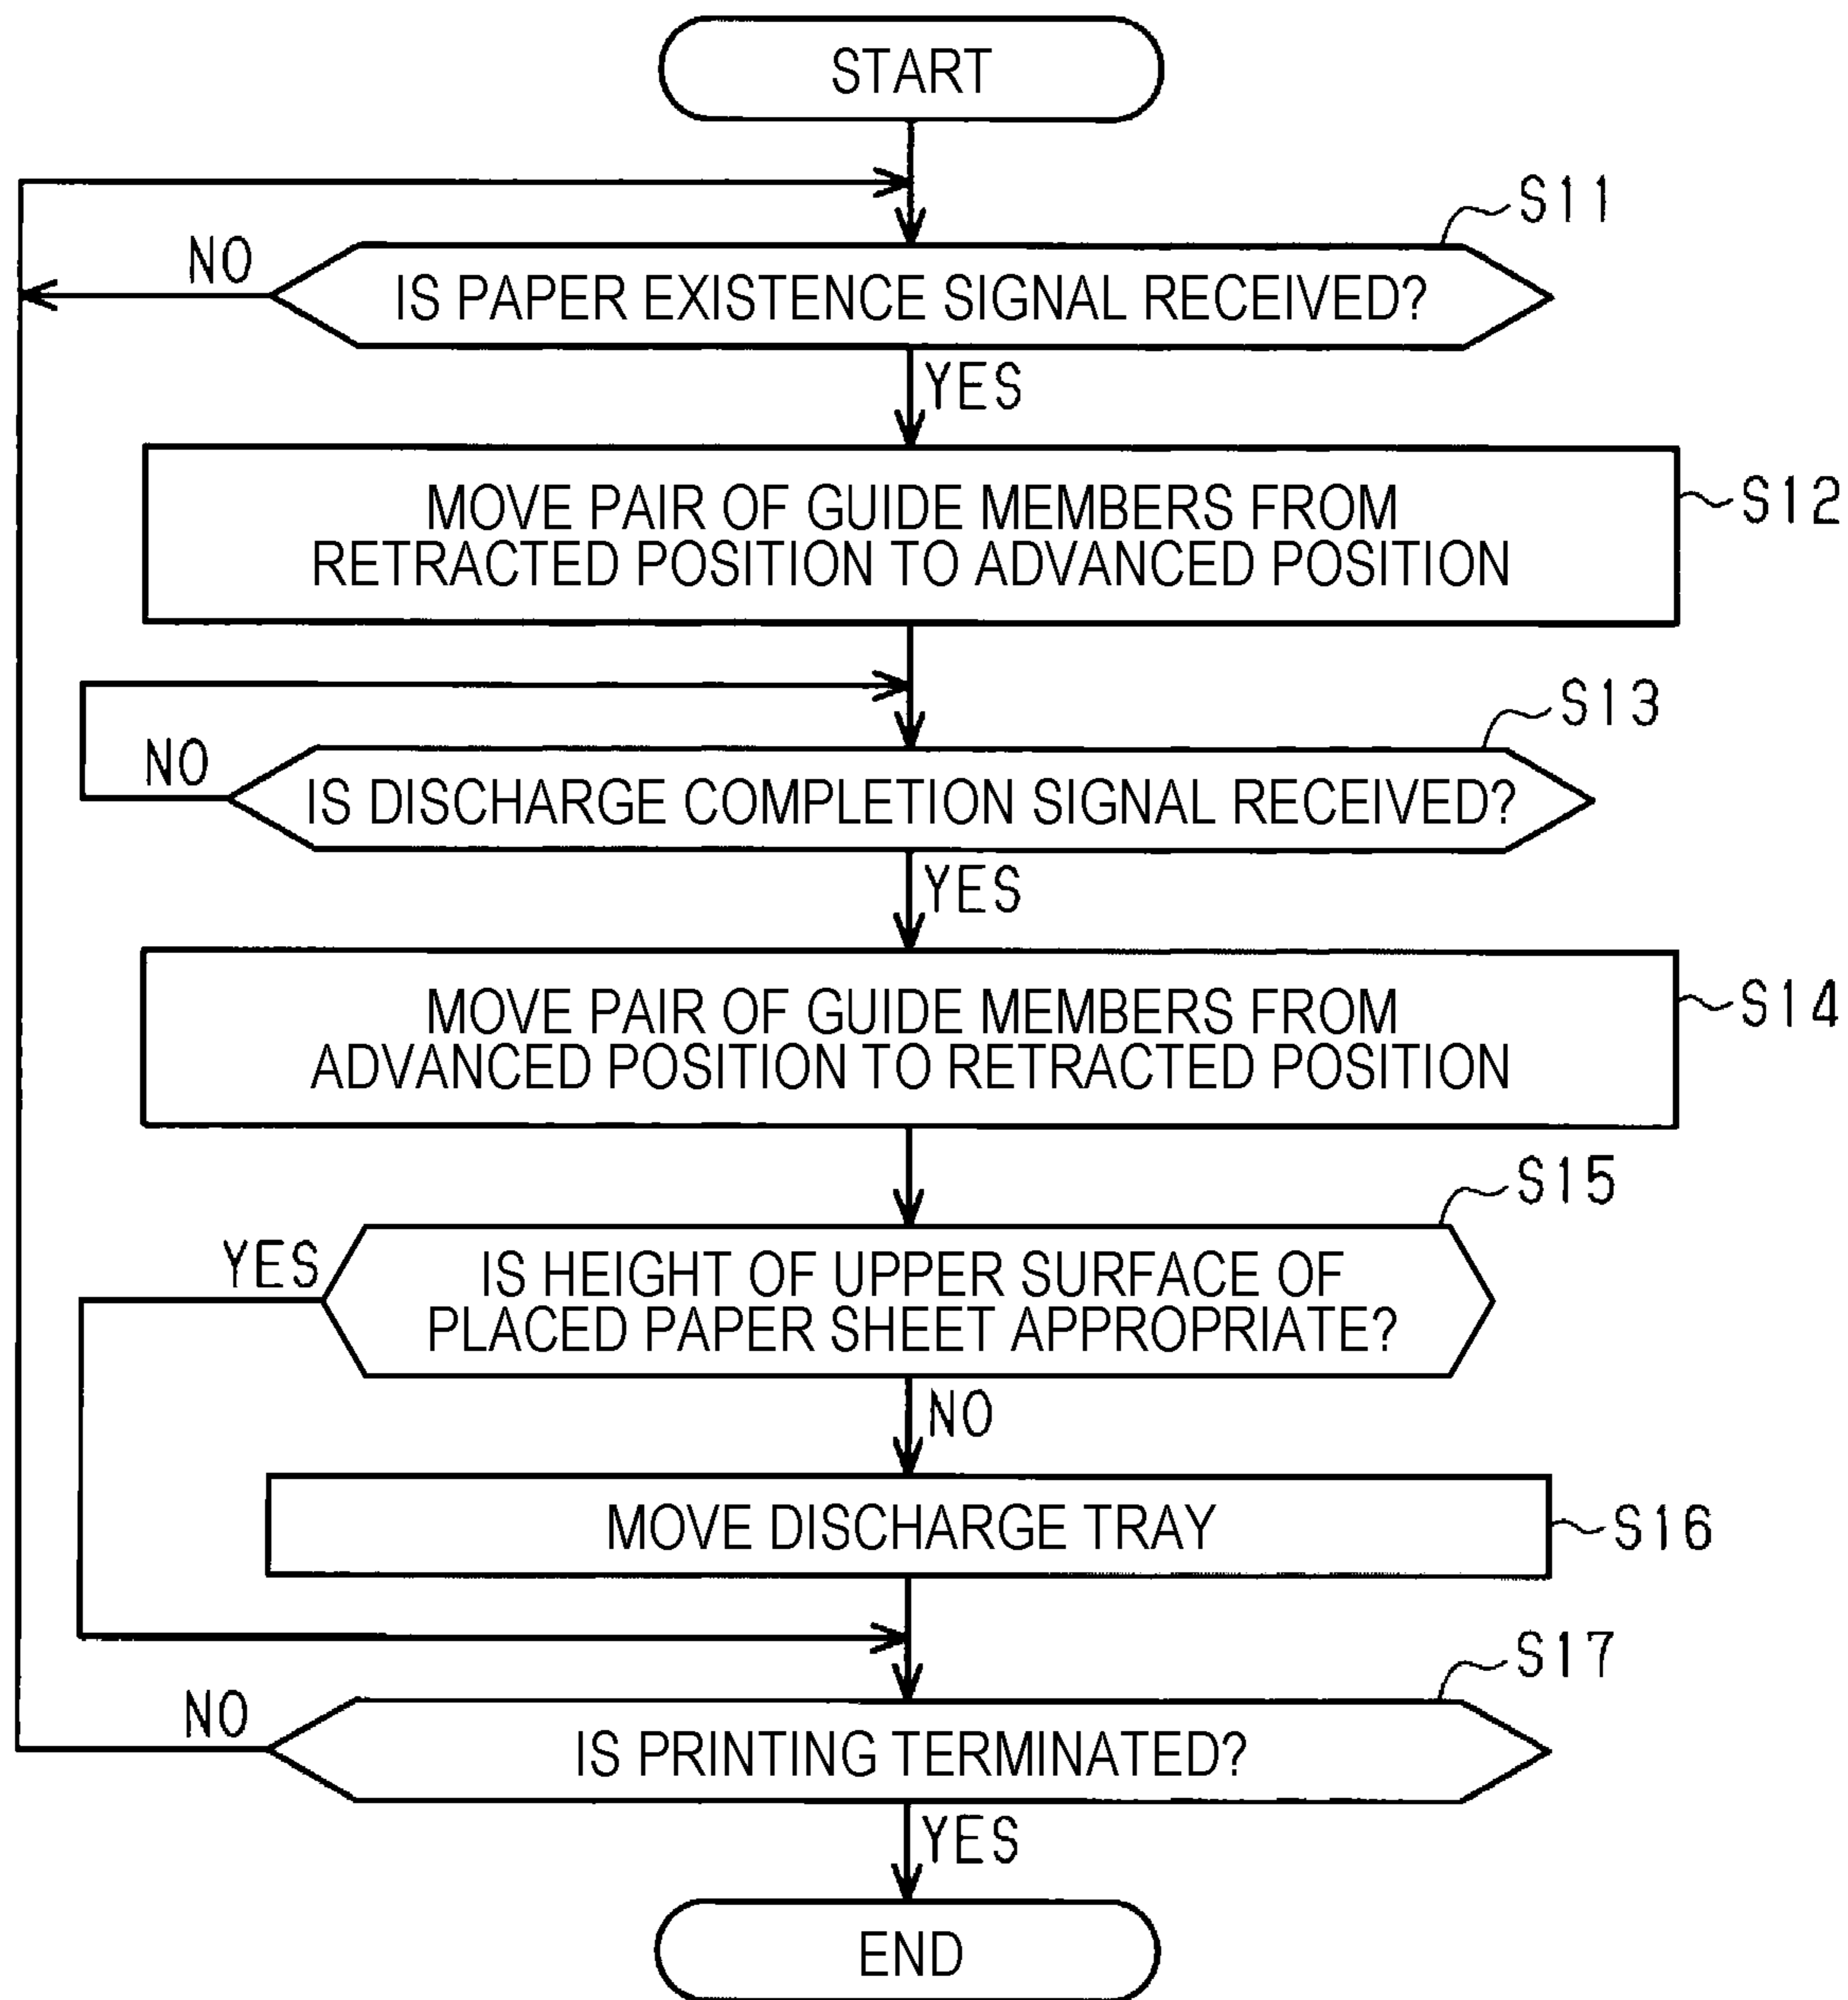 START
S11
NO
IS PAPER EXISTENCE SIGNAL RECEIVED?
YES
MOVE PAIR OF GUIDE MEMBERS FROM
RETRACTED POSITION TO ADVANCED POSITION
S12
S13
NO
IS DISCHARGE COMPLETION SIGNAL RECEIVED?
YES
MOVE PAIR OF GUIDE MEMBERS FROM
ADVANCED POSITION TO RETRACTED POSITION
S14
S15
YES
IS HEIGHT OF UPPER SURFACE OF
PLACED PAPER SHEET APPROPRIATE?
NO
MOVE DISCHARGE TRAY
S16
S17
NO
IS PRINTING TERMINATED?
YES
END